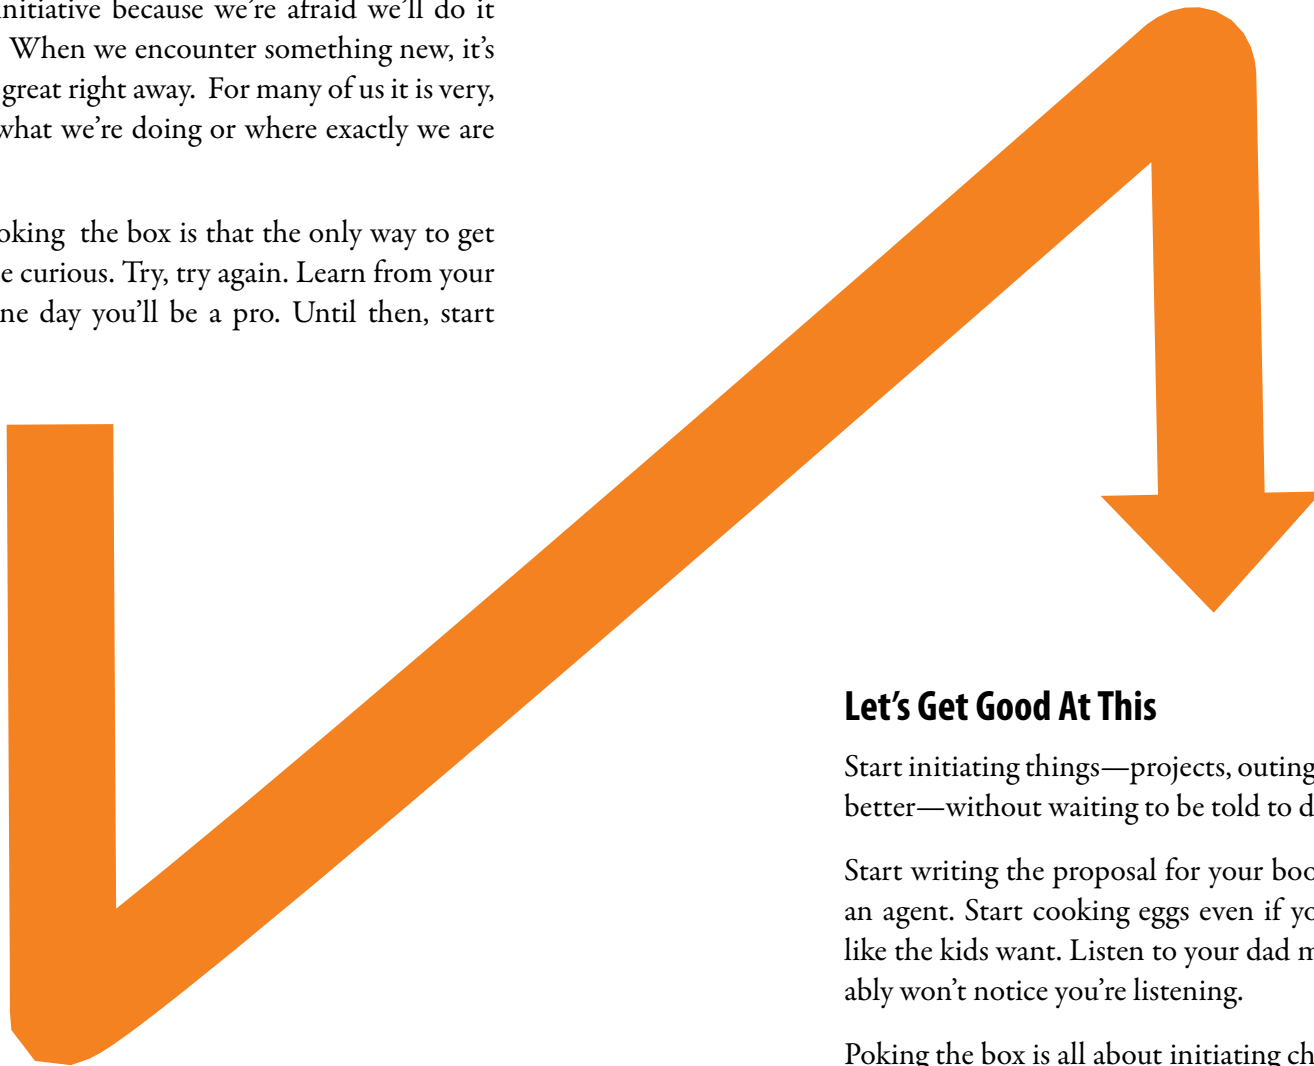 nitiative because we're afraid we'll do it
When we encounter something new, it's
great right away. For many of us it is very,
what we're doing or where exactly we are
oking the box is that the only way to get
e curious. Try, try again. Learn from your
ne day you'll be a pro. Until then, start
Let's Get Good At This
Start initiating things—projects, outing
better—without waiting to be told to d
Start writing the proposal for your boo
an agent. Start cooking eggs even if yo
like the kids want. Listen to your dad m
ably won't notice you're listening.
Poking the box is all about initiating ch